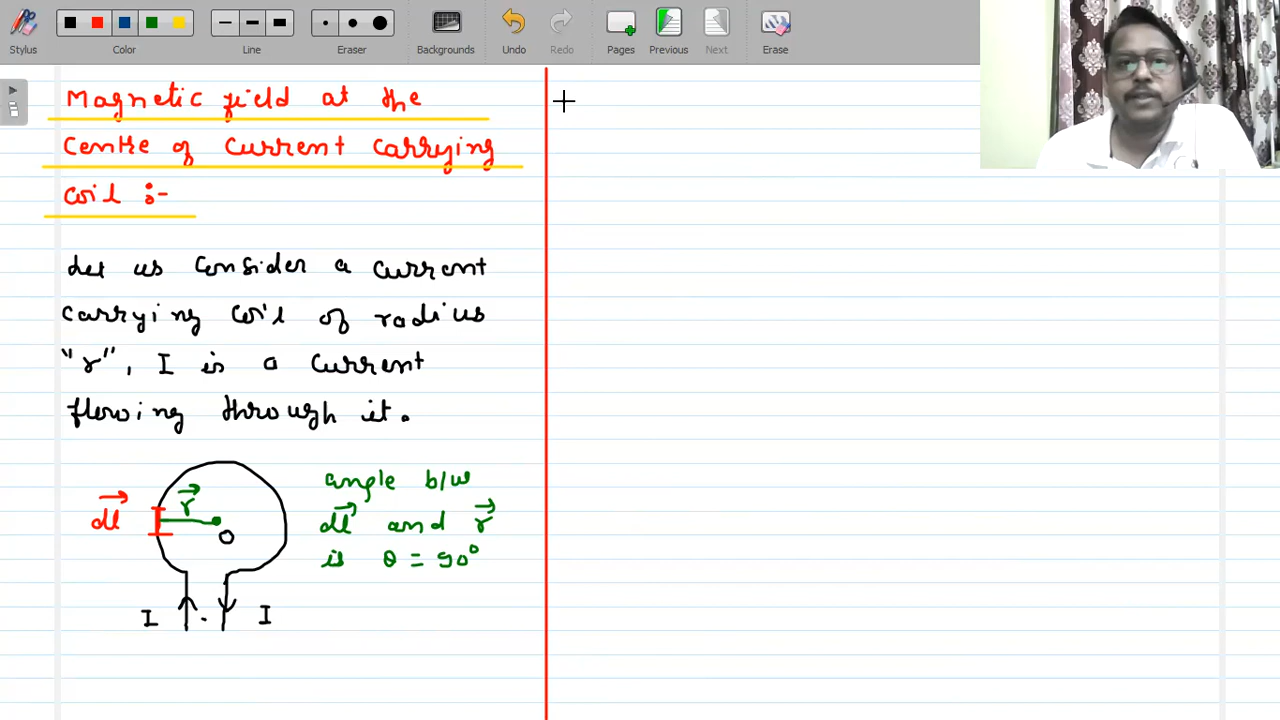 Stylus
Color
Line
Eraser
Backgrounds
Undo
Redo
Pages
Previous
Next
Erase
Magnetic field at the
Centre of Current Carrying
Coil :-
Let us Consider a Current
Carrying Coil of radius
"r", I is a Current
flowing through it.
angle b/w
dl and r
is θ = 90°
dl
r
O
I
I